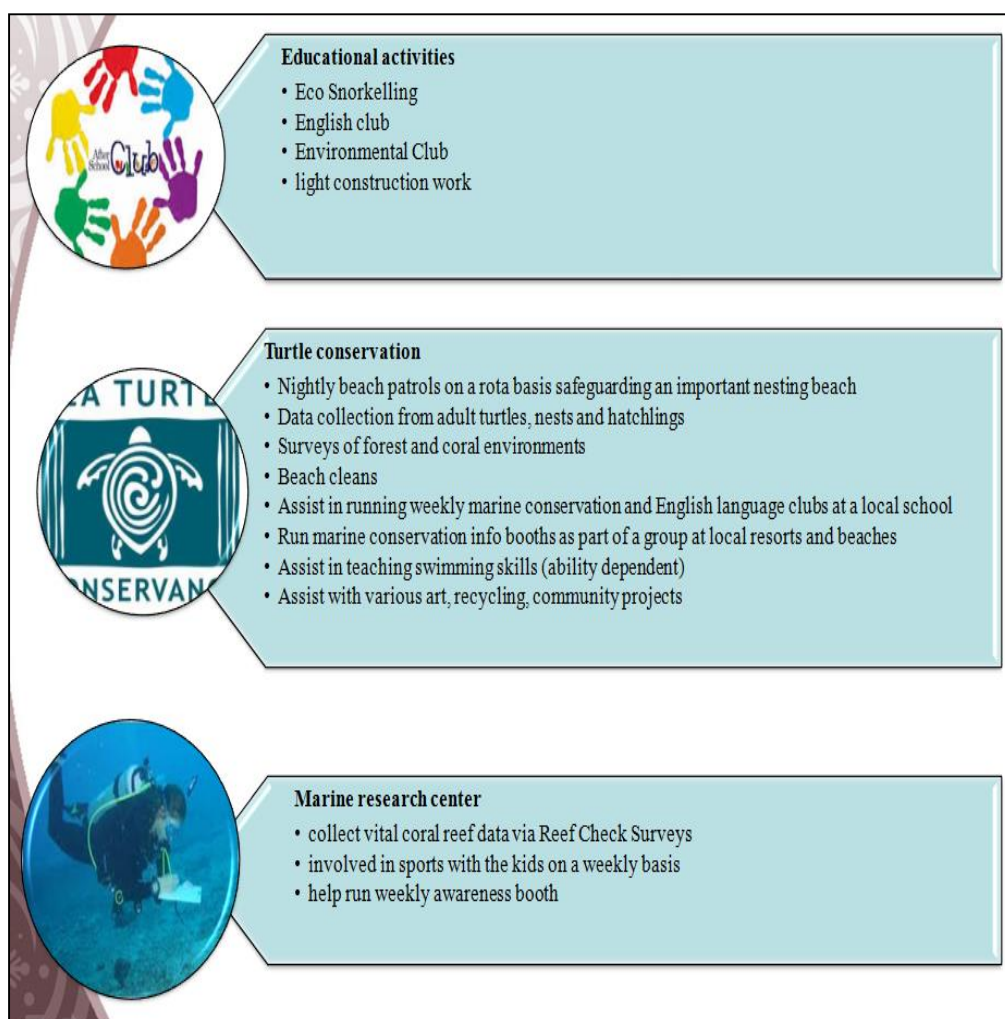 Educational activities
• Eco Snorkelling
• English club
• Environmental Club
• light construction work
After
School Club
Turtle conservation
• Nightly beach patrols on a rota basis safeguarding an important nesting beach
• Data collection from adult turtles, nests and hatchlings
• Surveys of forest and coral environments
• Beach cleans
• Assist in running weekly marine conservation and English language clubs at a local school
• Run marine conservation info booths as part of a group at local resorts and beaches
• Assist in teaching swimming skills (ability dependent)
• Assist with various art, recycling, community projects
EA TURTL
ONSERVANC
Marine research center
• collect vital coral reef data via Reef Check Surveys
• involved in sports with the kids on a weekly basis
• help run weekly awareness booth